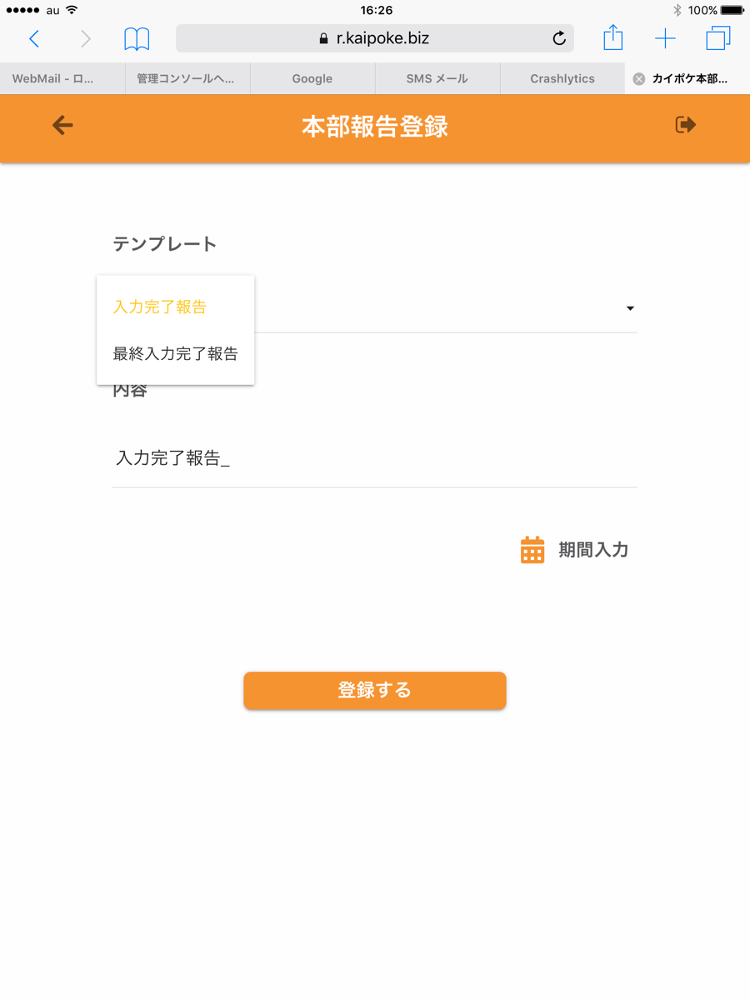 au
16:26
100%
r.kaipoke.biz
WebMail - ロ...
管理コンソールへ...
Google
SMS メール
Crashlytics
カイポケ本部...
本部報告登録
テンプレート
入力完了報告
最終入力完了報告
内容
入力完了報告_
期間入力
登録する